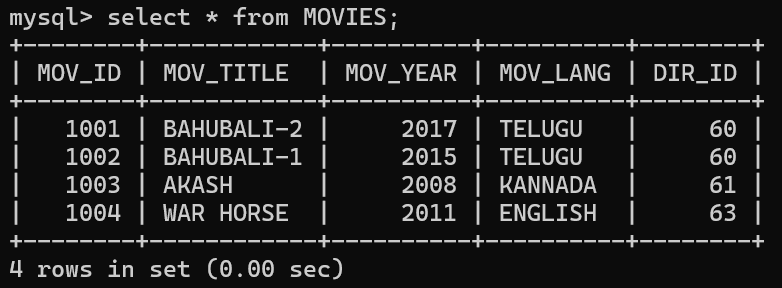 mysql> select * from MOVIES;
+--------+------------+----------+----------+--------+
| MOV_ID | MOV_TITLE  | MOV_YEAR | MOV_LANG | DIR_ID |
+--------+------------+----------+----------+--------+
|   1001 | BAHUBALI-2 |     2017 | TELUGU   |     60 |
|   1002 | BAHUBALI-1 |     2015 | TELUGU   |     60 |
|   1003 | AKASH      |     2008 | KANNADA  |     61 |
|   1004 | WAR HORSE  |     2011 | ENGLISH  |     63 |
+--------+------------+----------+----------+--------+
4 rows in set (0.00 sec)